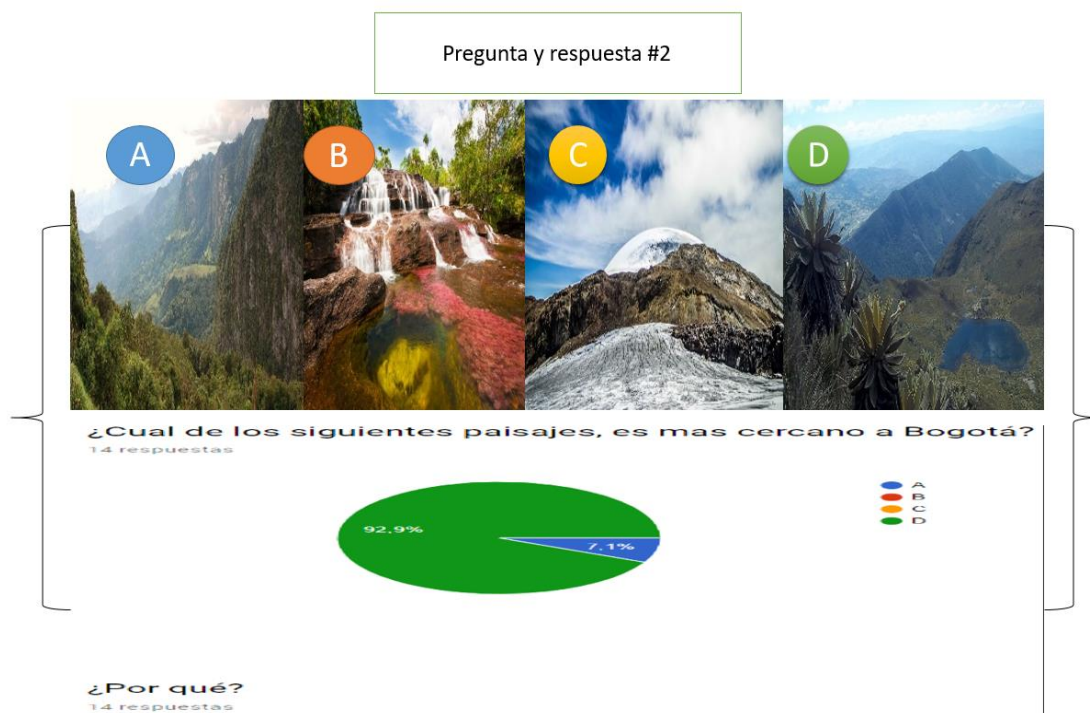 Pregunta y respuesta #2
A
B
C
D
¿Cual de los siguientes paisajes, es mas cercano a Bogotá?
14 respuestas
92,9%
7,1%
A
B
C
D
¿Por qué?
14 respuestas